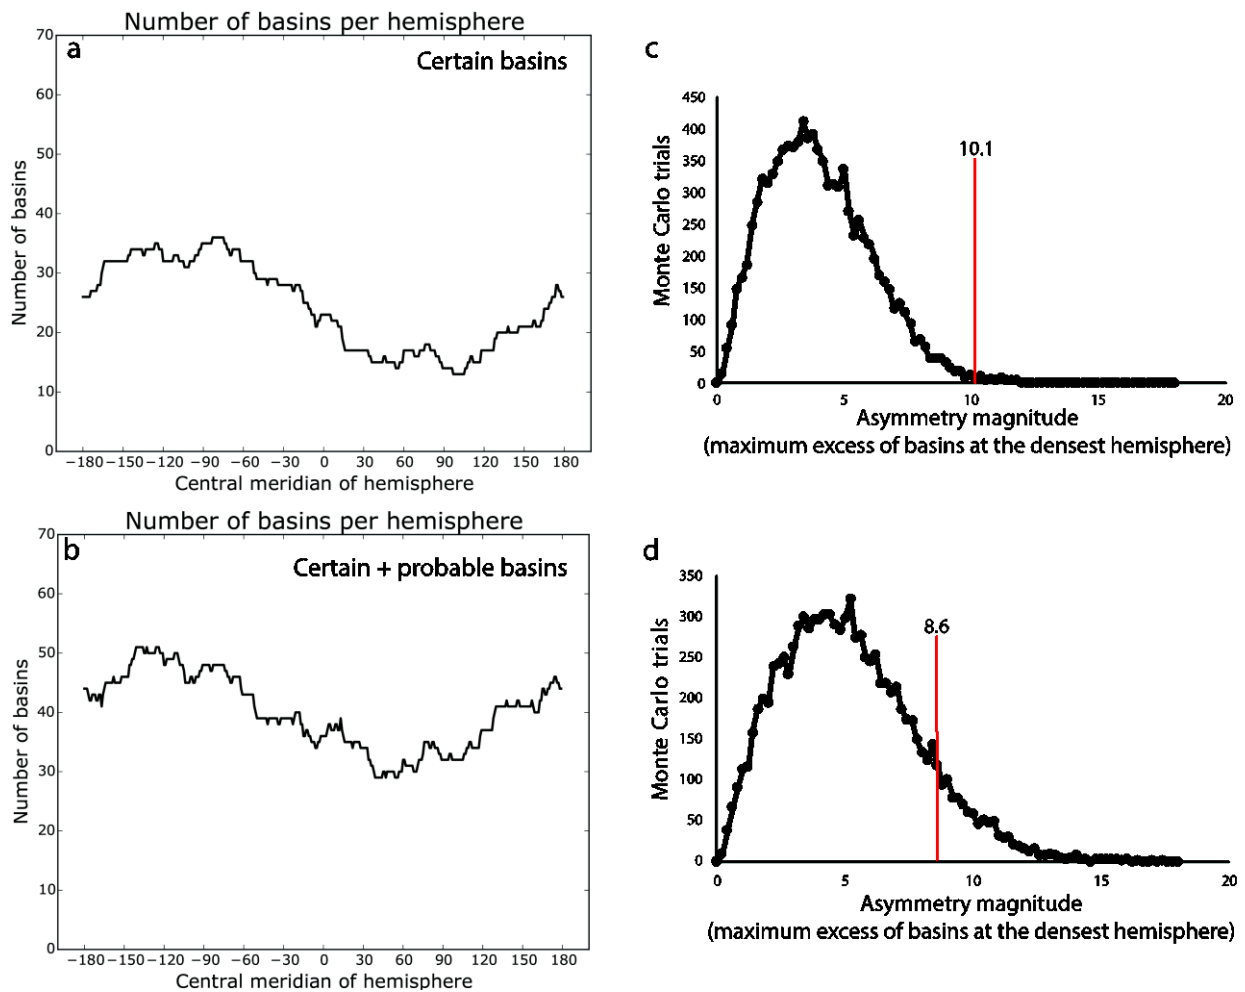 Number of basins per hemisphere
a
Certain basins
70
60
50
40
30
20
10
0
Number of basins
−180 −150 −120 −90 −60 −30 0 30 60 90 120 150 180
Central meridian of hemisphere
c
450
400
350
300
250
200
150
100
50
0
Monte Carlo trials
10.1
0 5 10 15 20
Asymmetry magnitude
(maximum excess of basins at the densest hemisphere)
Number of basins per hemisphere
b
Certain + probable basins
70
60
50
40
30
20
10
0
Number of basins
−180 −150 −120 −90 −60 −30 0 30 60 90 120 150 180
Central meridian of hemisphere
d
350
300
250
200
150
100
50
0
Monte Carlo trials
8.6
0 5 10 15 20
Asymmetry magnitude
(maximum excess of basins at the densest hemisphere)